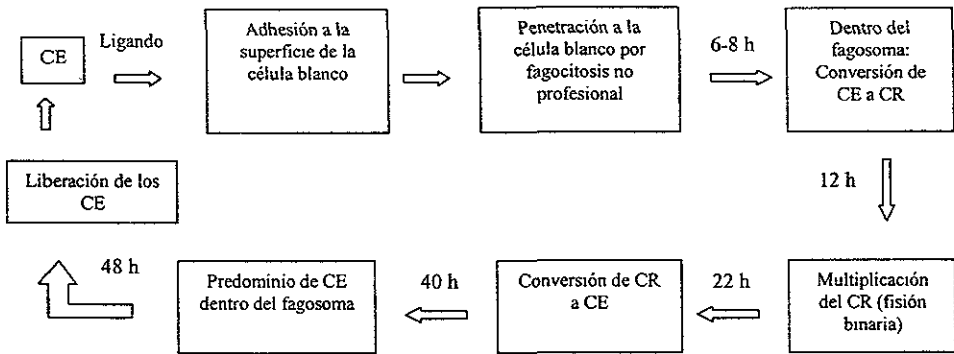 CE
Ligando
Adhesión a la
superficie de la
célula blanco
Penetración a la
célula blanco por
fagocitosis no
profesional
6-8 h
Dentro del
fagosoma:
Conversión de
CE a CR
12 h
Multiplicación
del CR (fisión
binaria)
22 h
Conversión de CR
a CE
40 h
Predominio de CE
dentro del fagosoma
48 h
Liberación de los
CE